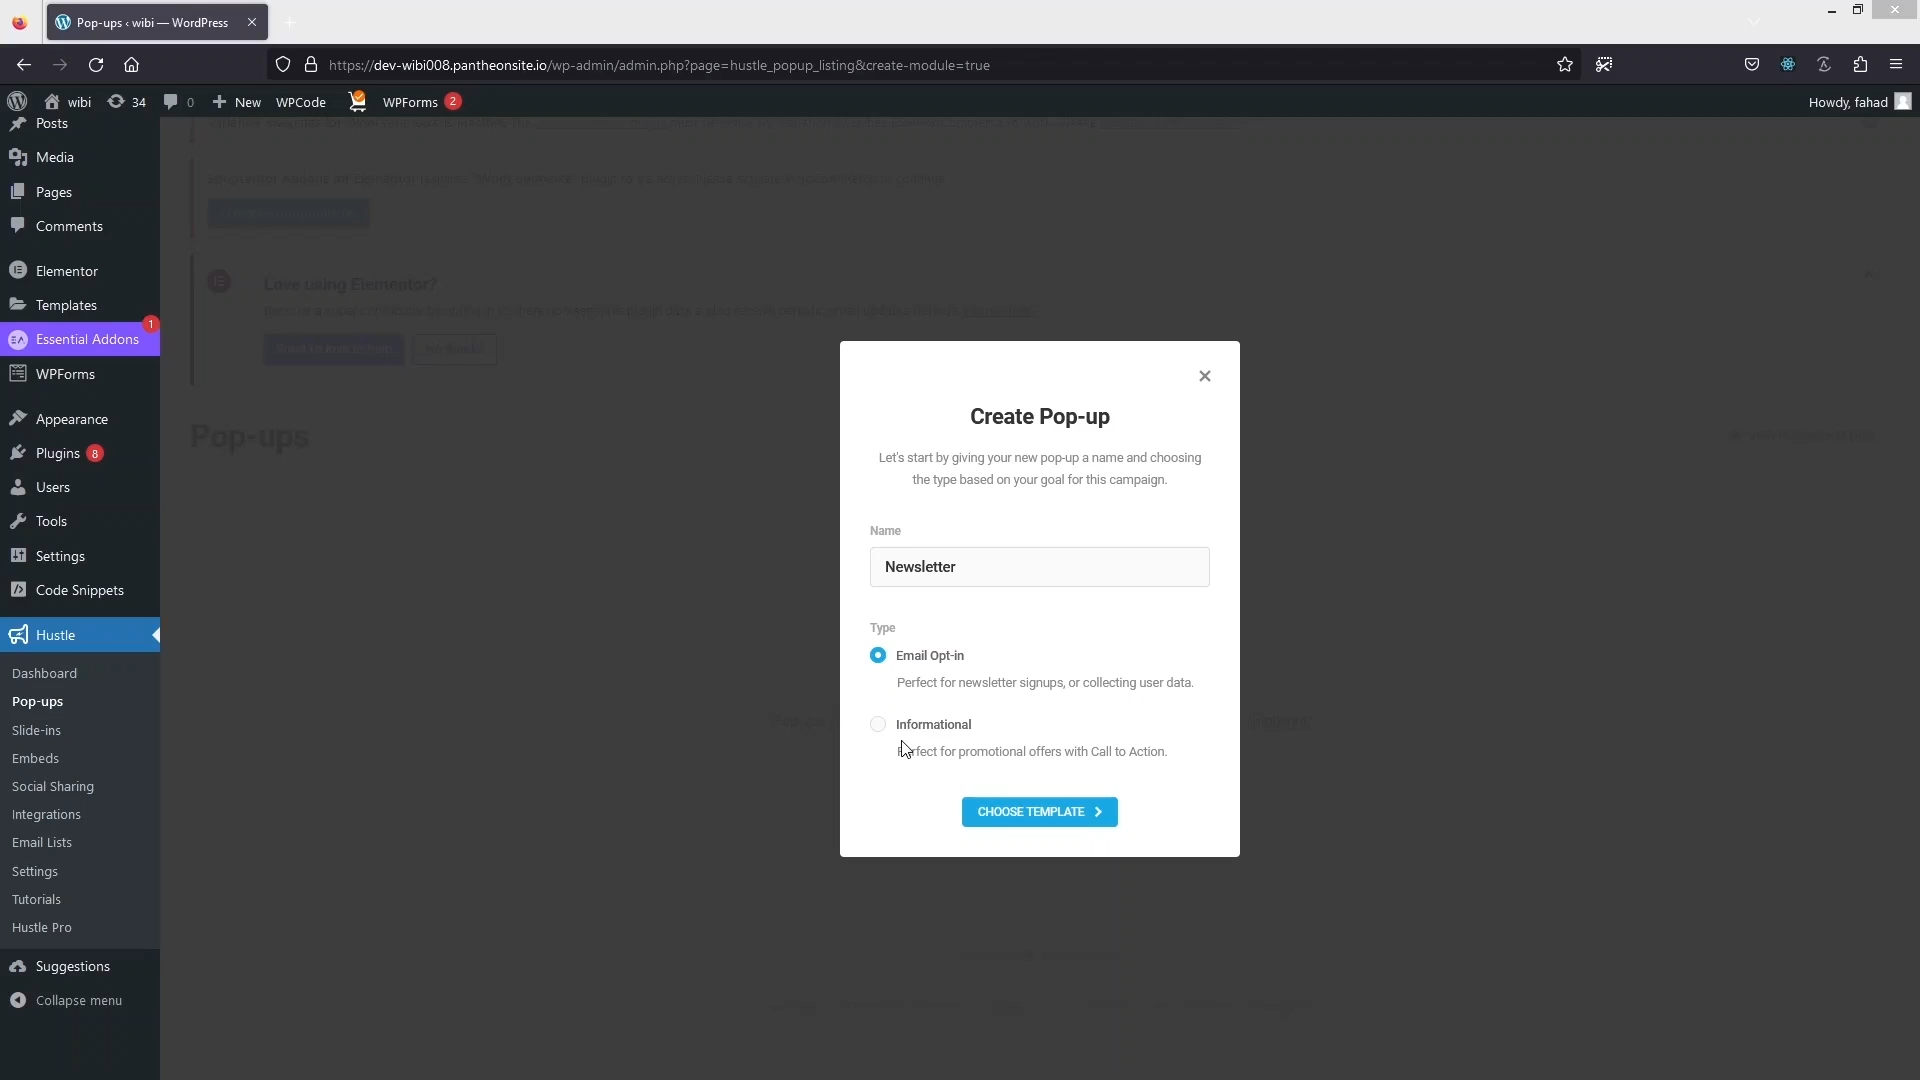 Pop-ups ‹ wibi — WordPress
https://dev-wibi008.pantheonsite.io/wp-admin/admin.php?page=hustle_popup_listing&create-module=true
wibi 34 0 New WPCode WPForms 2 Howdy, fahad
Posts
Media
Pages
Comments
Elementor
Templates
Essential Addons 1
WPForms
Appearance
Plugins 8
Users
Tools
Settings
Code Snippets
Hustle
Dashboard
Pop-ups
Slide-ins
Embeds
Social Sharing
Integrations
Email Lists
Settings
Tutorials
Hustle Pro
Suggestions
Collapse menu
Love using Elementor?
Pop-ups
Create Pop-up
Let's start by giving your new pop-up a name and choosing
the type based on your goal for this campaign.
Name
Newsletter
Type
Email Opt-in
Perfect for newsletter signups, or collecting user data.
Informational
Perfect for promotional offers with Call to Action.
CHOOSE TEMPLATE